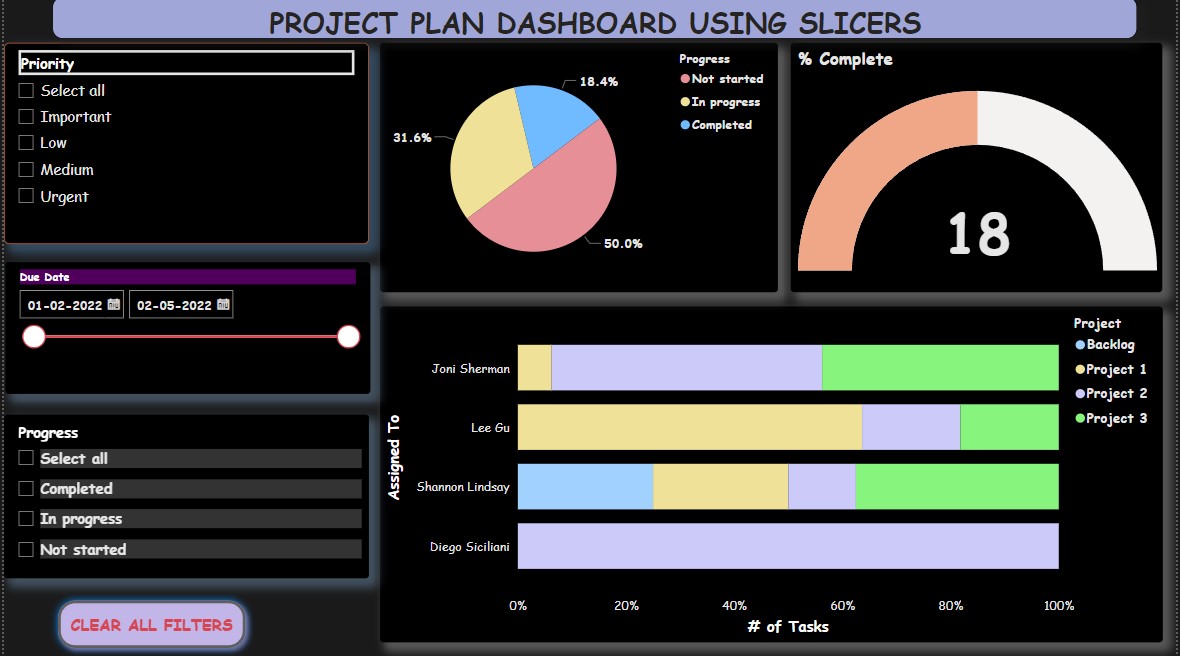 PROJECT PLAN DASHBOARD USING SLICERS
Priority
Select all
Important
Low
Medium
Urgent
Due Date
01-02-2022
02-05-2022
Progress
Select all
Completed
In progress
Not started
CLEAR ALL FILTERS
Progress
Not started
In progress
Completed
18.4%
31.6%
50.0%
% Complete
18
Project
Backlog
Project 1
Project 2
Project 3
Assigned To
Joni Sherman
Lee Gu
Shannon Lindsay
Diego Siciliani
0% 20% 40% 60% 80% 100%
# of Tasks